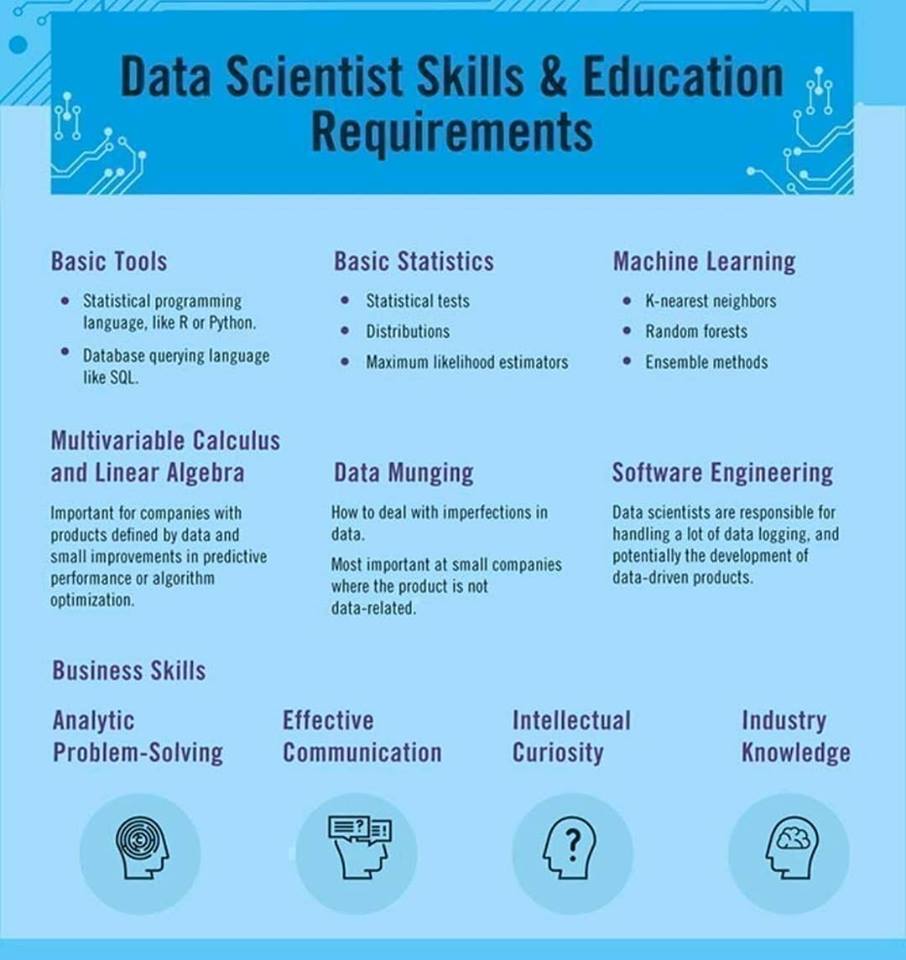 Data Scientist Skills & Education
Requirements
Basic Tools
• Statistical programming
language, like R or Python.
• Database querying language
like SQL.
Basic Statistics
• Statistical tests
• Distributions
• Maximum likelihood estimators
Machine Learning
• K-nearest neighbors
• Random forests
• Ensemble methods
Multivariable Calculus
and Linear Algebra
Important for companies with
products defined by data and
small improvements in predictive
performance or algorithm
optimization.
Data Munging
How to deal with imperfections in
data.
Most important at small companies
where the product is not
data-related.
Software Engineering
Data scientists are responsible for
handling a lot of data logging, and
potentially the development of
data-driven products.
Business Skills
Analytic
Problem-Solving
Effective
Communication
Intellectual
Curiosity
Industry
Knowledge
?
!
?